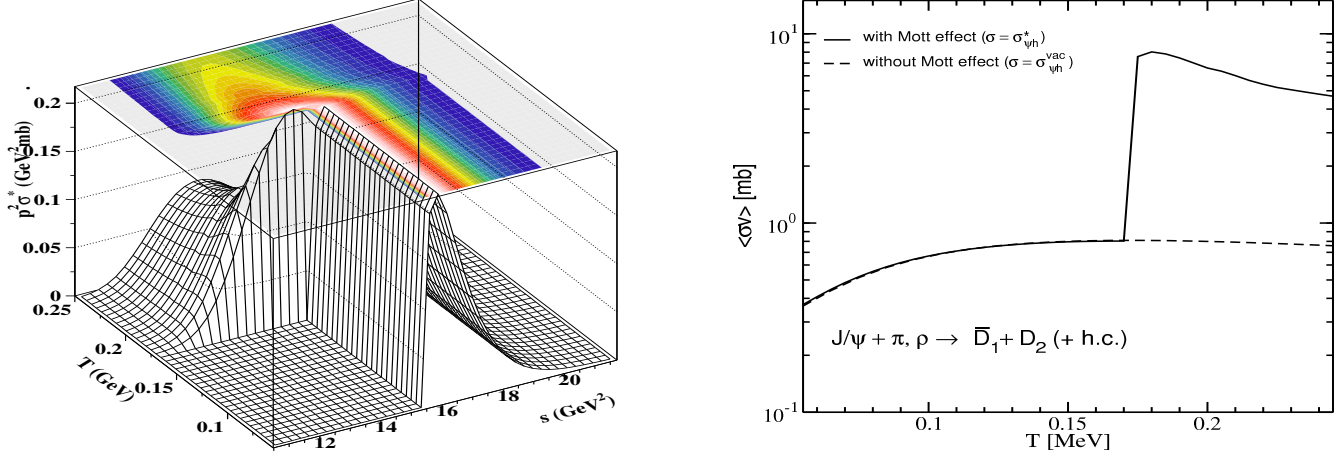 p²σ* (GeV²mb)
0.2
0.15
0.1
0.05
0
0.25
0.2
0.15
0.1
T (GeV)
12
14
16
18
20
s (GeV²)
with Mott effect (σ = σ*ψh)
without Mott effect (σ = σψh^vac)
10¹
10⁰
10⁻¹
<σv> [mb]
J/ψ + π, ρ → D̅₁+ D₂ (+ h.c.)
0.1
0.15
0.2
T [MeV]